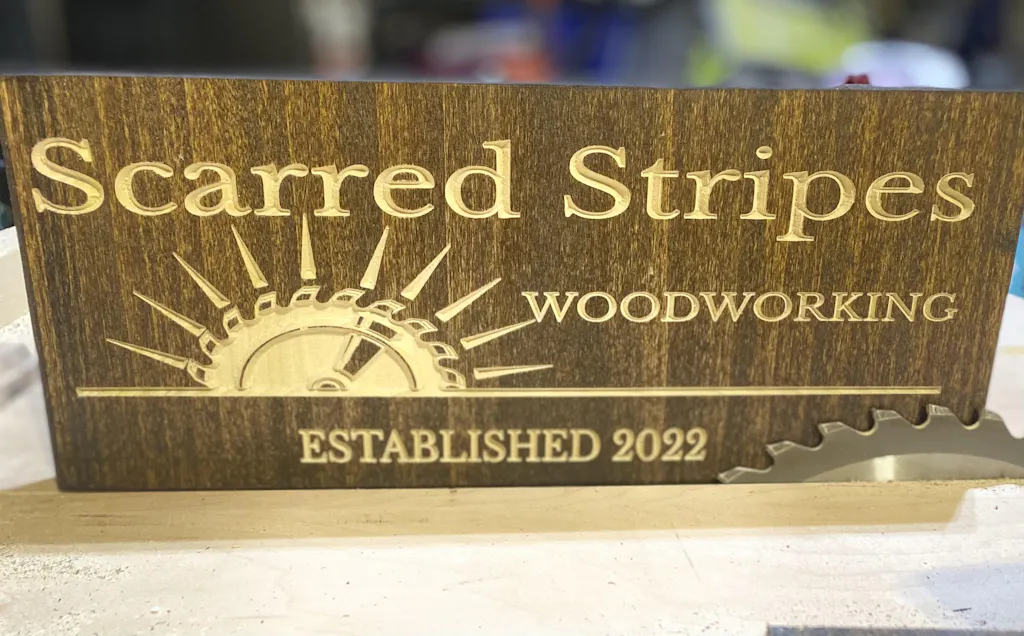 Scarred Stripes
WOODWORKING
ESTABLISHED 2022